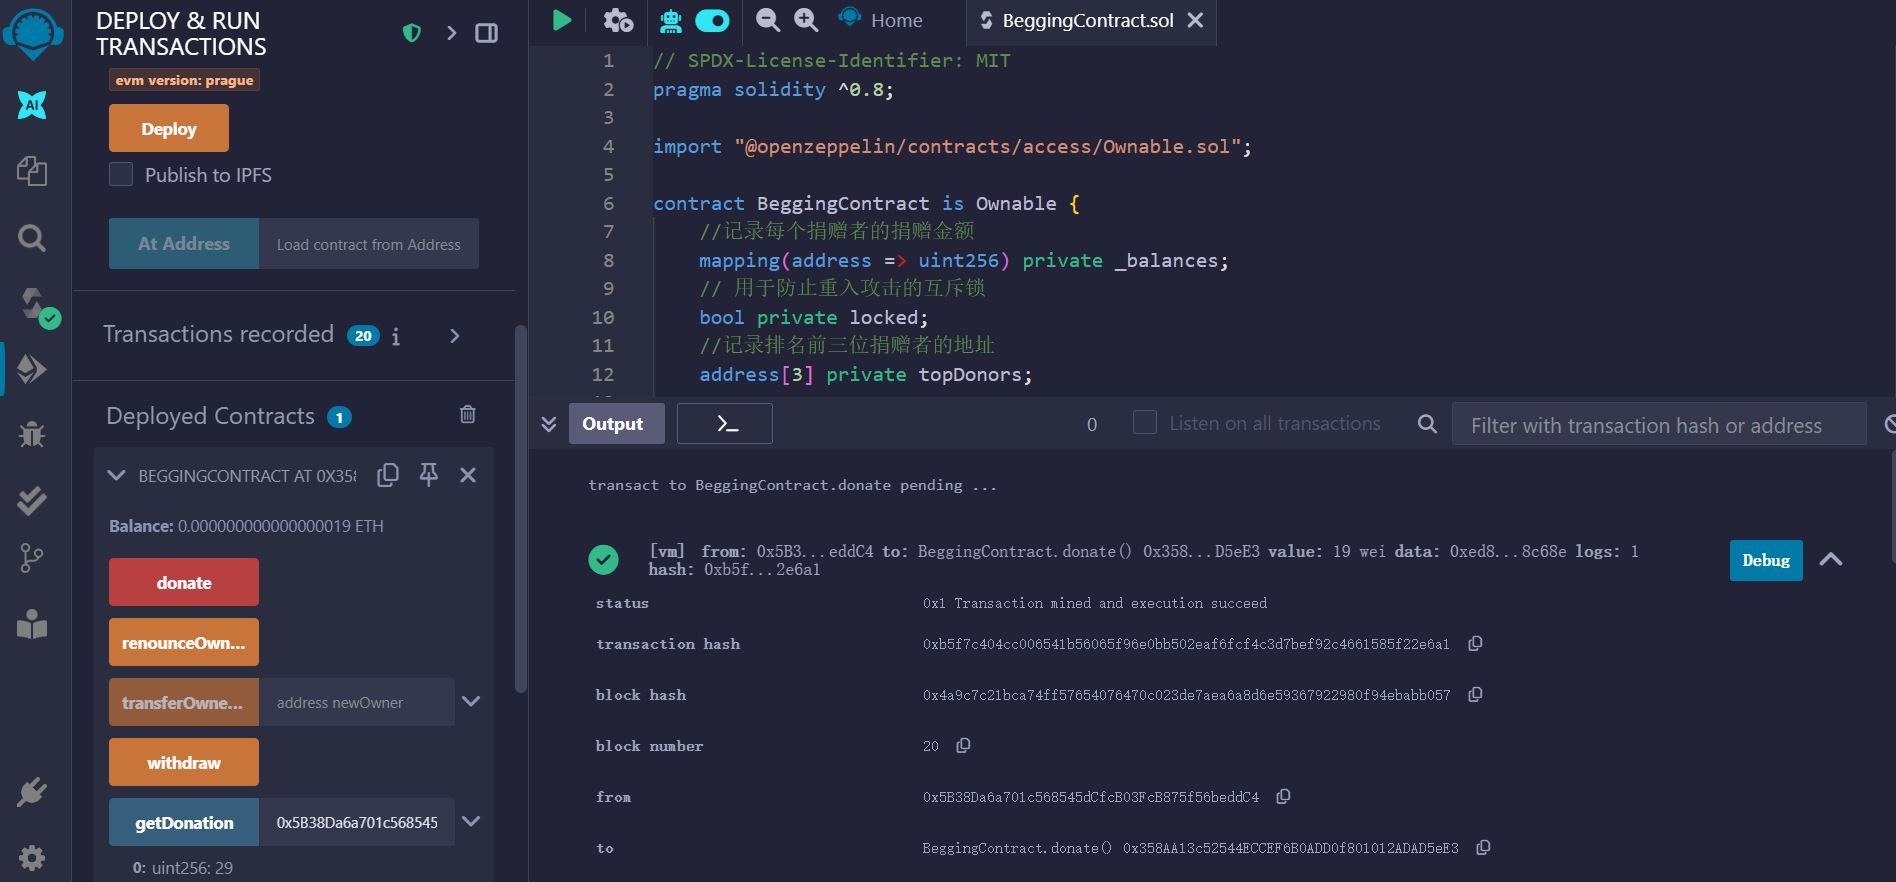 DEPLOY & RUN
TRANSACTIONS
evm version: prague
Deploy
Publish to IPFS
At Address
Load contract from Address
Transactions recorded 20 i
Deployed Contracts 1
BEGGINGCONTRACT AT 0X358
Balance: 0.000000000000000019 ETH
donate
renounceOwn...
transferOwne...
address newOwner
withdraw
getDonation
0x5B38Da6a701c568545
0: uint256: 29
AI
Home
BeggingContract.sol
1 // SPDX-License-Identifier: MIT
2 pragma solidity ^0.8;
3
4 import "@openzeppelin/contracts/access/Ownable.sol";
5
6 contract BeggingContract is Ownable {
7 //记录每个捐赠者的捐赠金额
8 mapping(address => uint256) private _balances;
9 // 用于防止重入攻击的互斥锁
10 bool private locked;
11 //记录排名前三位捐赠者的地址
12 address[3] private topDonors;
Output
>_
0
Listen on all transactions
Filter with transaction hash or address
transact to BeggingContract.donate pending ...
[vm] from: 0x5B3...eddC4 to: BeggingContract.donate() 0x358...D5eE3 value: 19 wei data: 0xed8...8c68e logs: 1
hash: 0xb5f...2e6a1
Debug
status 0x1 Transaction mined and execution succeed
transaction hash 0xb5f7c404cc006541b56065f96e0bb502eaf6fcf4c3d7bef92c4661585f22e6a1
block hash 0x4a9c7c21bca74ff57654076470c023de7aea6a8d6e59367922980f94ebabb057
block number 20
from 0x5B38Da6a701c568545dCfcB03FcB875f56beddC4
to BeggingContract.donate() 0x358AA13c52544ECCEF6B0ADD0f801012ADAD5eE3